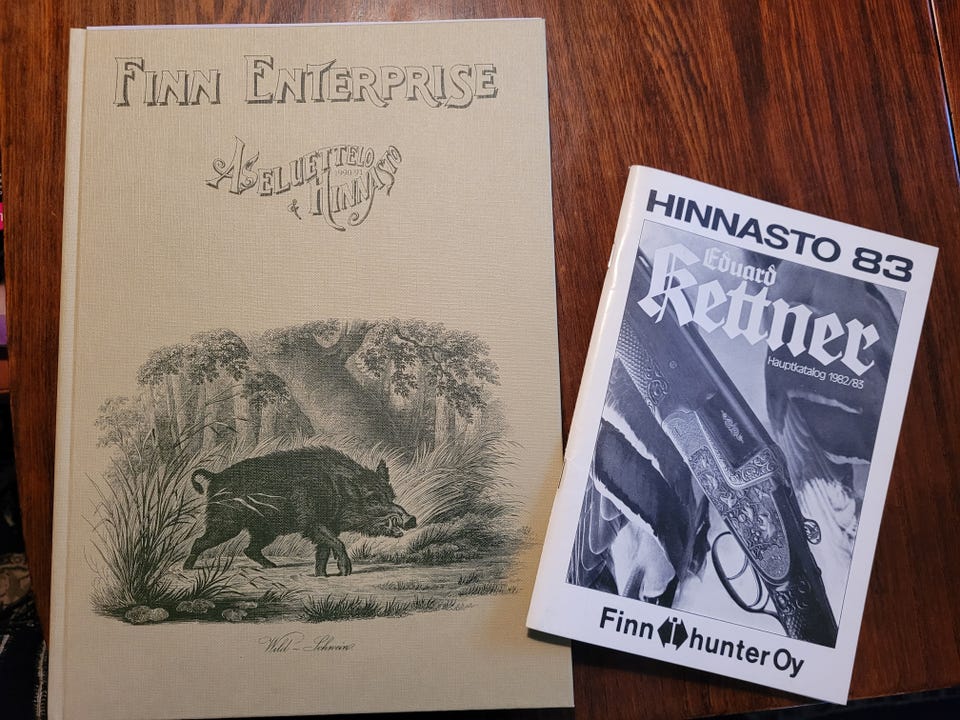 FINN ENTERPRISE
ASELUETTELO
1990-91
& HINNASTO
Wild - Schwein.
HINNASTO 83
Eduard
Kettner
Hauptkatalog 1982/83
Finn hunter Oy